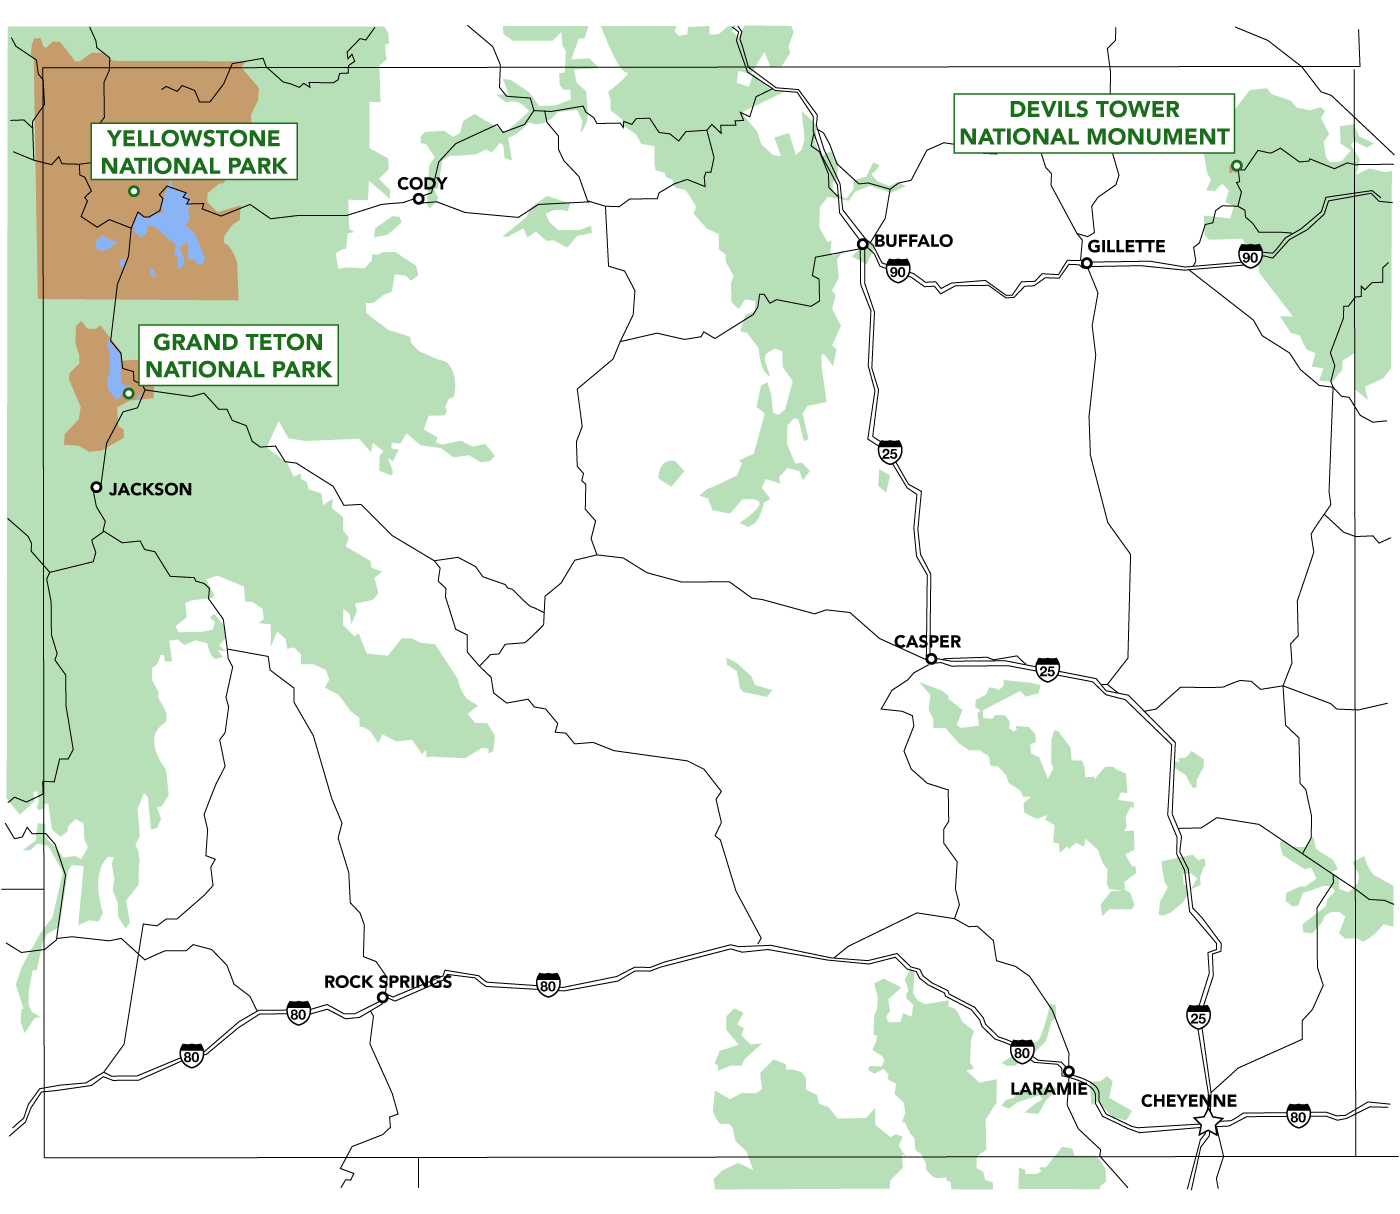 DEVILS TOWER
NATIONAL MONUMENT
YELLOWSTONE
NATIONAL PARK
CODY
BUFFALO
GILLETTE
90
90
GRAND TETON
NATIONAL PARK
25
JACKSON
CASPER
25
ROCK SPRINGS
80
80
25
80
80
LARAMIE
CHEYENNE
80